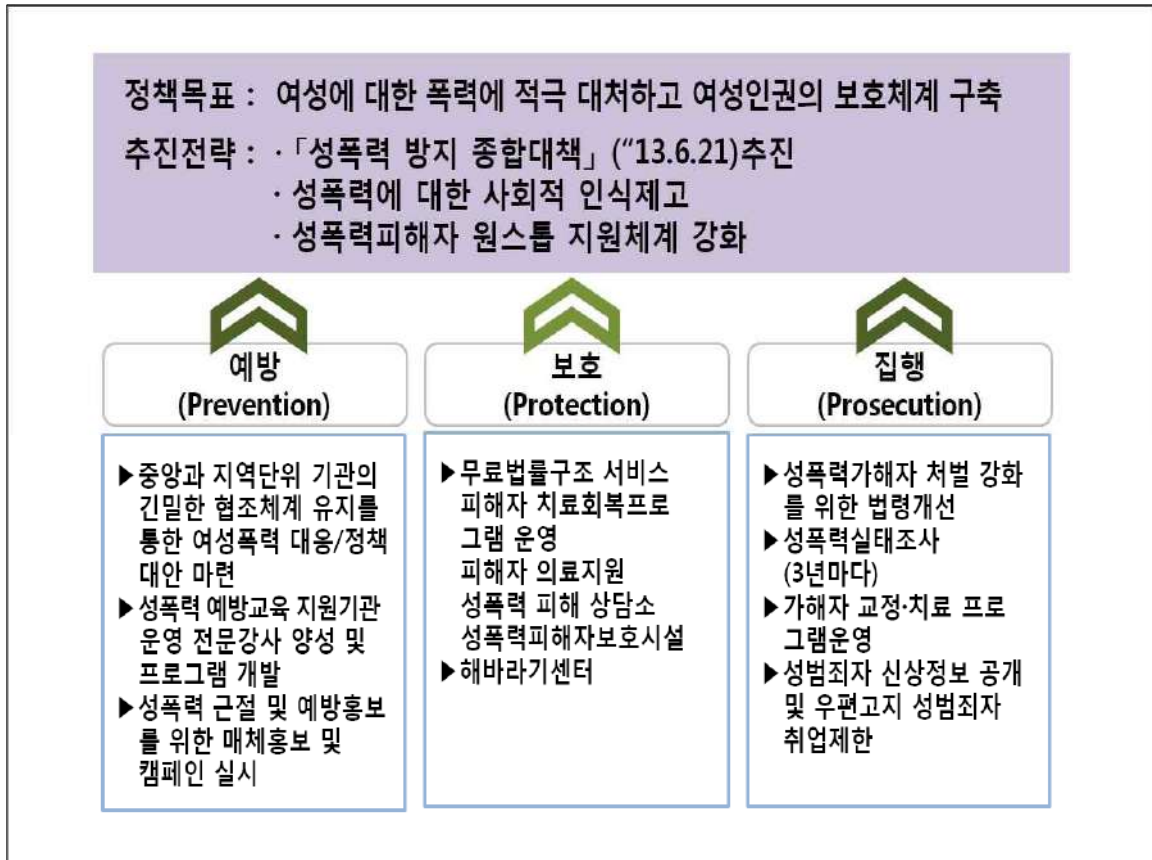 정책목표 : 여성에 대한 폭력에 적극 대처하고 여성인권의 보호체계 구축
추진전략 : ·「성폭력 방지 종합대책」(“13.6.21)추진
· 성폭력에 대한 사회적 인식제고
· 성폭력피해자 원스톱 지원체계 강화
예방
(Prevention)
▶중앙과 지역단위 기관의
긴밀한 협조체계 유지를
통한 여성폭력 대응/정책
대안 마련
▶성폭력 예방교육 지원기관
운영 전문강사 양성 및
프로그램 개발
▶성폭력 근절 및 예방홍보
를 위한 매체홍보 및
캠페인 실시
보호
(Protection)
▶무료법률구조 서비스
피해자 치료회복프로
그램 운영
피해자 의료지원
성폭력 피해 상담소
성폭력피해자보호시설
▶해바라기센터
집행
(Prosecution)
▶성폭력가해자 처벌 강화
를 위한 법령개선
▶성폭력실태조사
(3년마다)
▶가해자 교정·치료 프로
그램운영
▶성범죄자 신상정보 공개
및 우편고지 성범죄자
취업제한